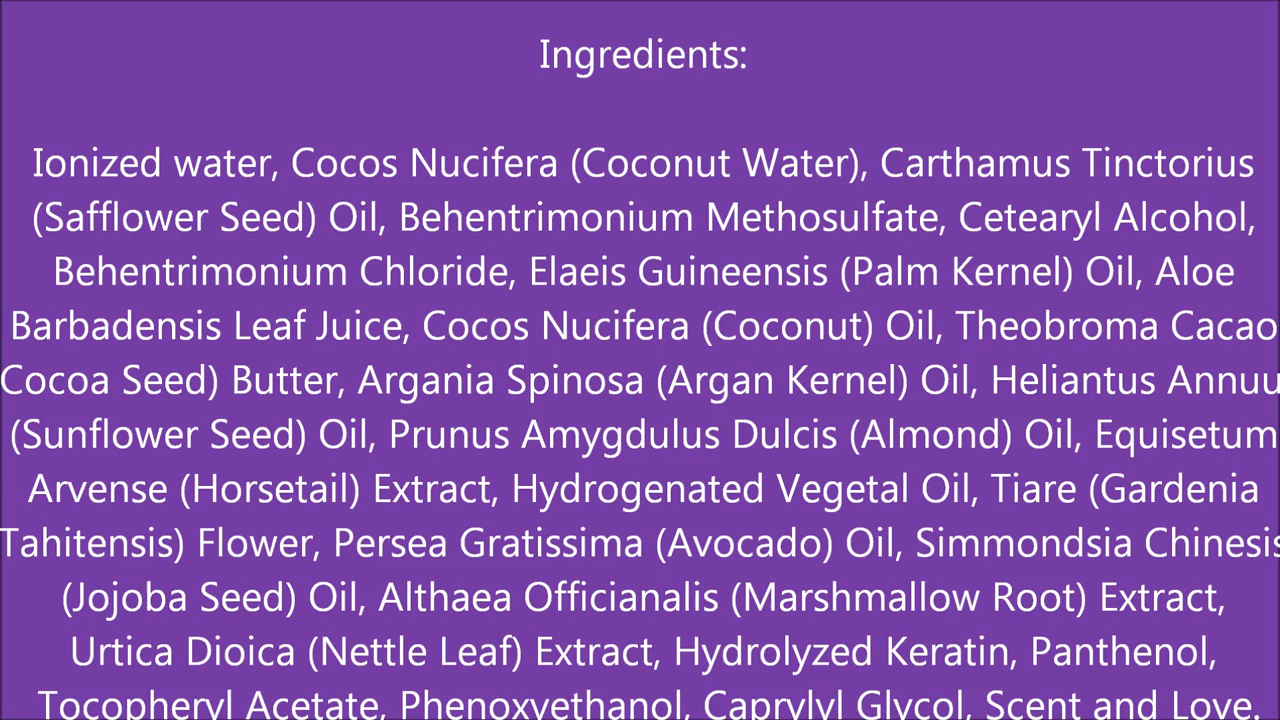 Ingredients:
Ionized water, Cocos Nucifera (Coconut Water), Carthamus Tinctorius
(Safflower Seed) Oil, Behentrimonium Methosulfate, Cetearyl Alcohol,
Behentrimonium Chloride, Elaeis Guineensis (Palm Kernel) Oil, Aloe
Barbadensis Leaf Juice, Cocos Nucifera (Coconut) Oil, Theobroma Cacao
Cocoa Seed) Butter, Argania Spinosa (Argan Kernel) Oil, Heliantus Annuu
(Sunflower Seed) Oil, Prunus Amygdulus Dulcis (Almond) Oil, Equisetum
Arvense (Horsetail) Extract, Hydrogenated Vegetal Oil, Tiare (Gardenia
Tahitensis) Flower, Persea Gratissima (Avocado) Oil, Simmondsia Chinesis
(Jojoba Seed) Oil, Althaea Officianalis (Marshmallow Root) Extract,
Urtica Dioica (Nettle Leaf) Extract, Hydrolyzed Keratin, Panthenol,
Tocopheryl Acetate, Phenoxyethanol, Caprylyl Glycol, Scent and Love.